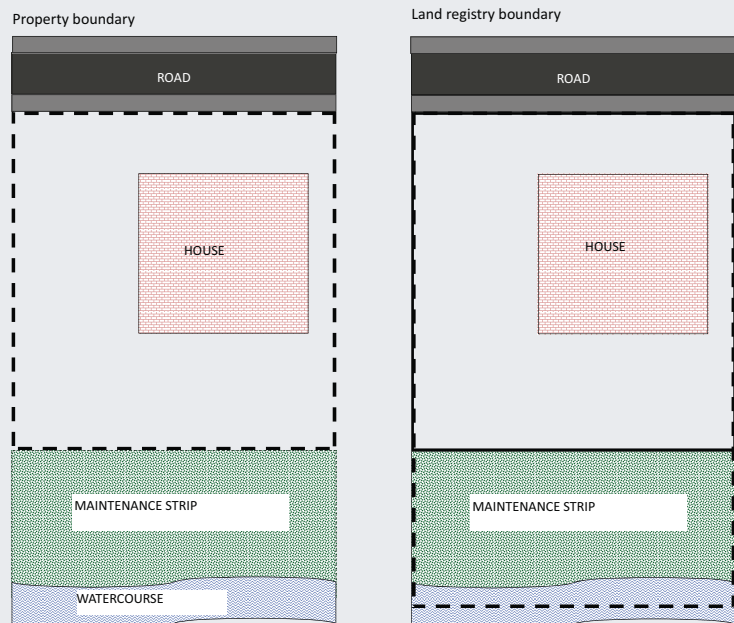 Property boundary
Land registry boundary
ROAD
ROAD
HOUSE
HOUSE
MAINTENANCE STRIP
MAINTENANCE STRIP
WATERCOURSE